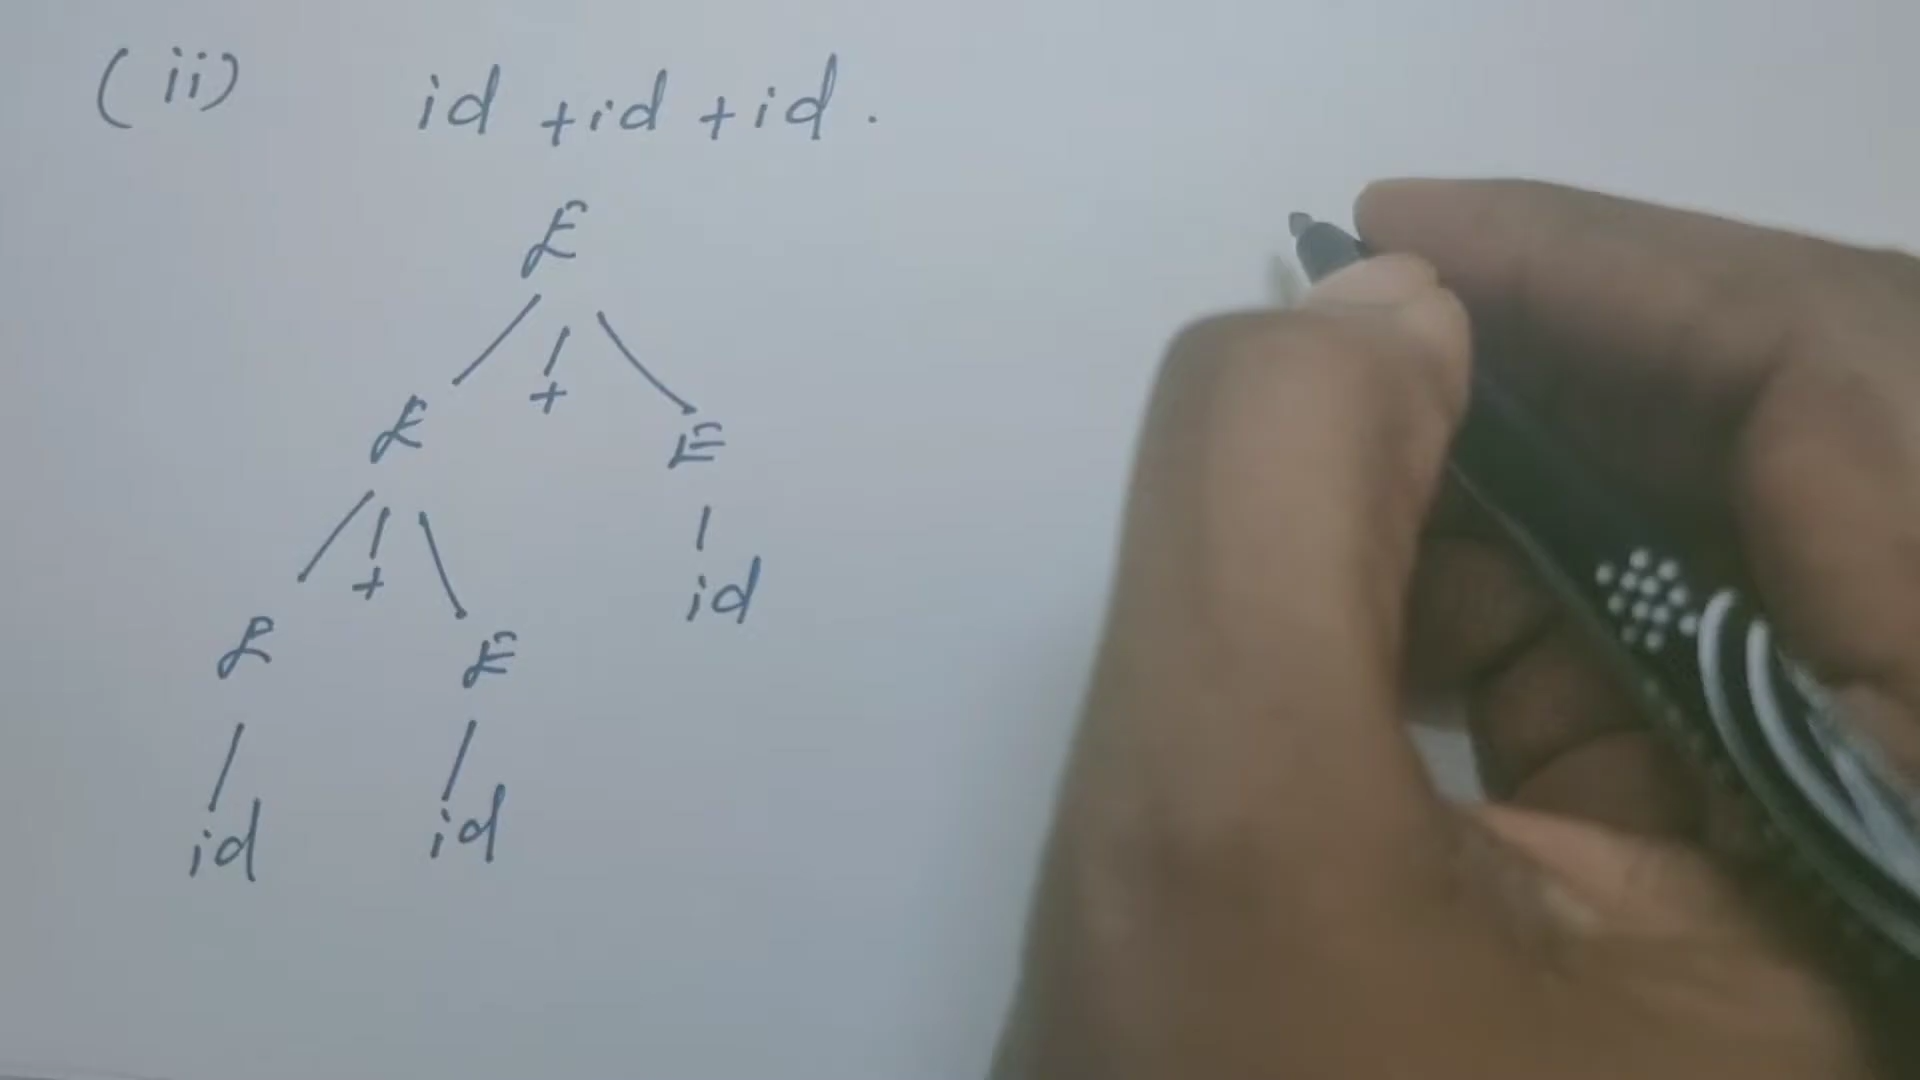 (ii) id + id + id .
E
E + E
E + E id
id id